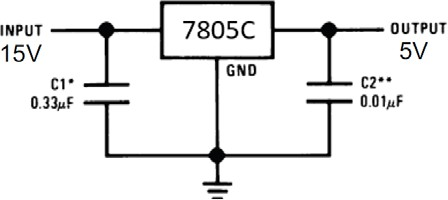 INPUT
15V
7805C
OUTPUT
5V
GND
C1*
0.33μF
C2**
0.01μF